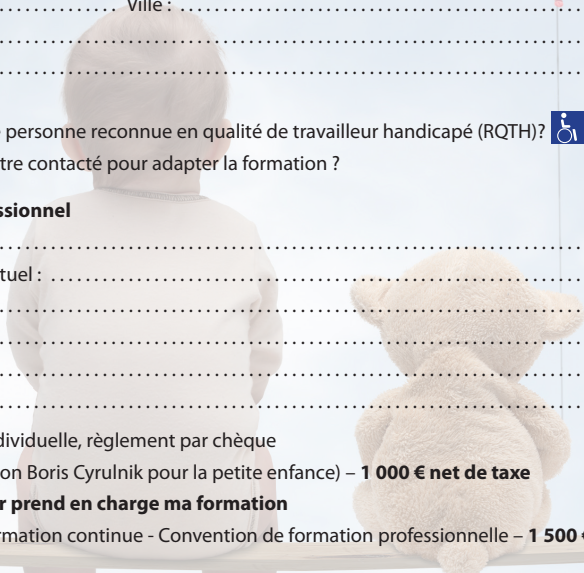 Ville :
personne reconnue en qualité de travailleur handicapé (RQTH)?
tre contacté pour adapter la formation ?
ssionnel
tuel :
dividuelle, règlement par chèque
on Boris Cyrulnik pour la petite enfance) – 1 000 € net de taxe
r prend en charge ma formation
rmation continue - Convention de formation professionnelle – 1 500 €